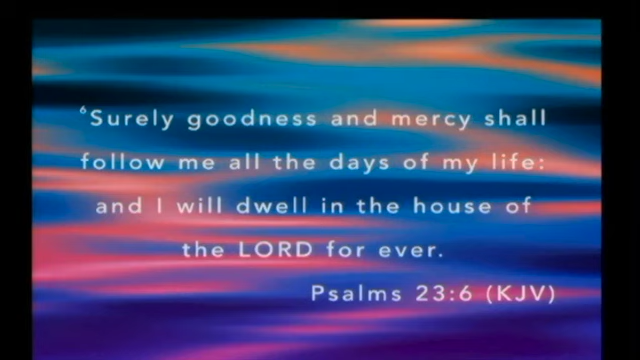 ⁶Surely goodness and mercy shall
follow me all the days of my life:
and I will dwell in the house of
the LORD for ever.
Psalms 23:6 (KJV)